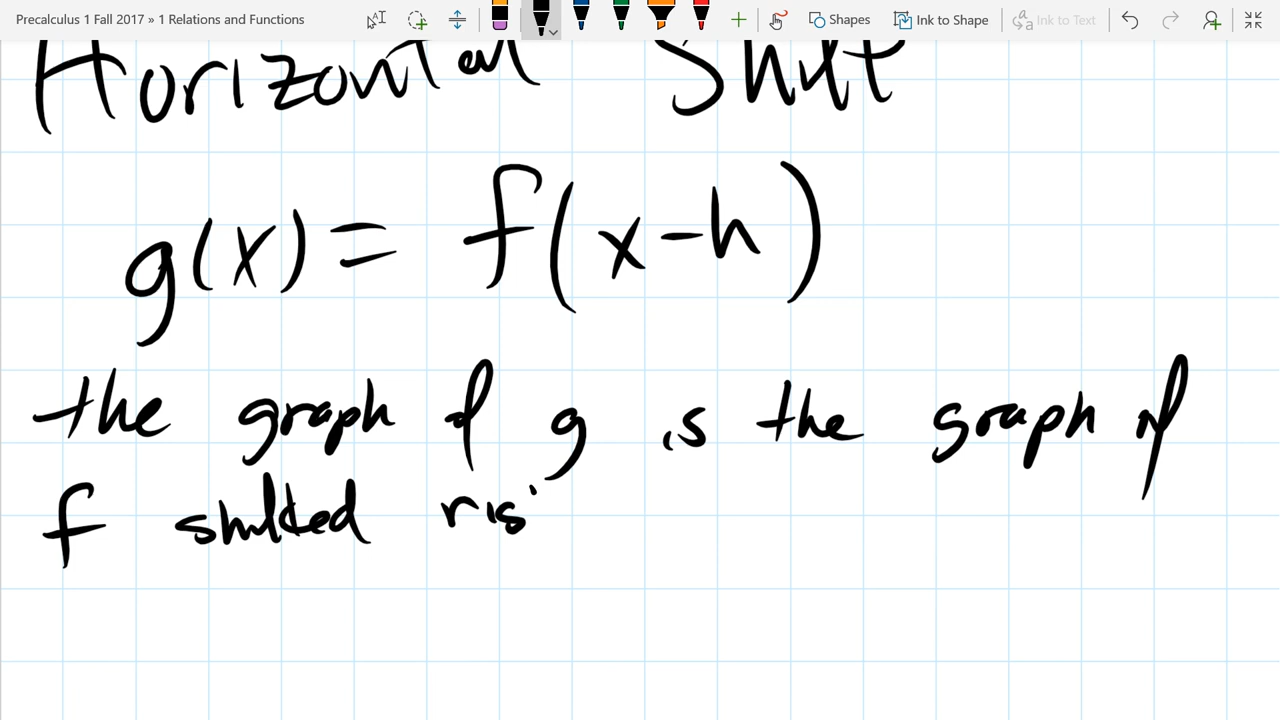 Precalculus 1 Fall 2017 » 1 Relations and Functions Shapes Ink to Shape Ink to Text
Horizontal Shift
g(x) = f(x-h)
the graph of g is the graph of
f shifted